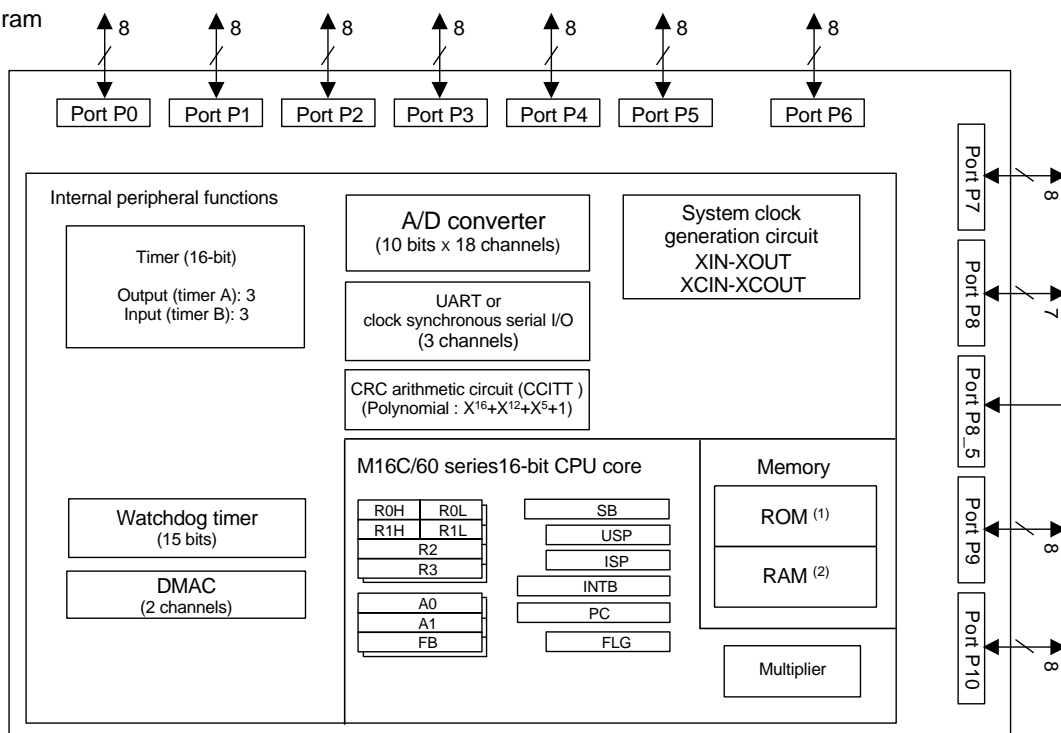 ram
8
8
8
8
8
8
8
Port P0
Port P1
Port P2
Port P3
Port P4
Port P5
Port P6
Internal peripheral functions
Timer (16-bit)
Output (timer A): 3
Input (timer B): 3
A/D converter
(10 bits x 18 channels)
System clock
generation circuit
XIN-XOUT
XCIN-XCOUT
UART or
clock synchronous serial I/O
(3 channels)
CRC arithmetic circuit (CCITT )
(Polynomial : X¹⁶+X¹²+X⁵+1)
Watchdog timer
(15 bits)
DMAC
(2 channels)
M16C/60 series16-bit CPU core
R0H
R0L
R1H
R1L
R2
R3
A0
A1
FB
SB
USP
ISP
INTB
PC
FLG
Memory
ROM (1)
RAM (2)
Multiplier
Port P7
8
Port P8
7
Port P8_5
Port P9
8
Port P10
8